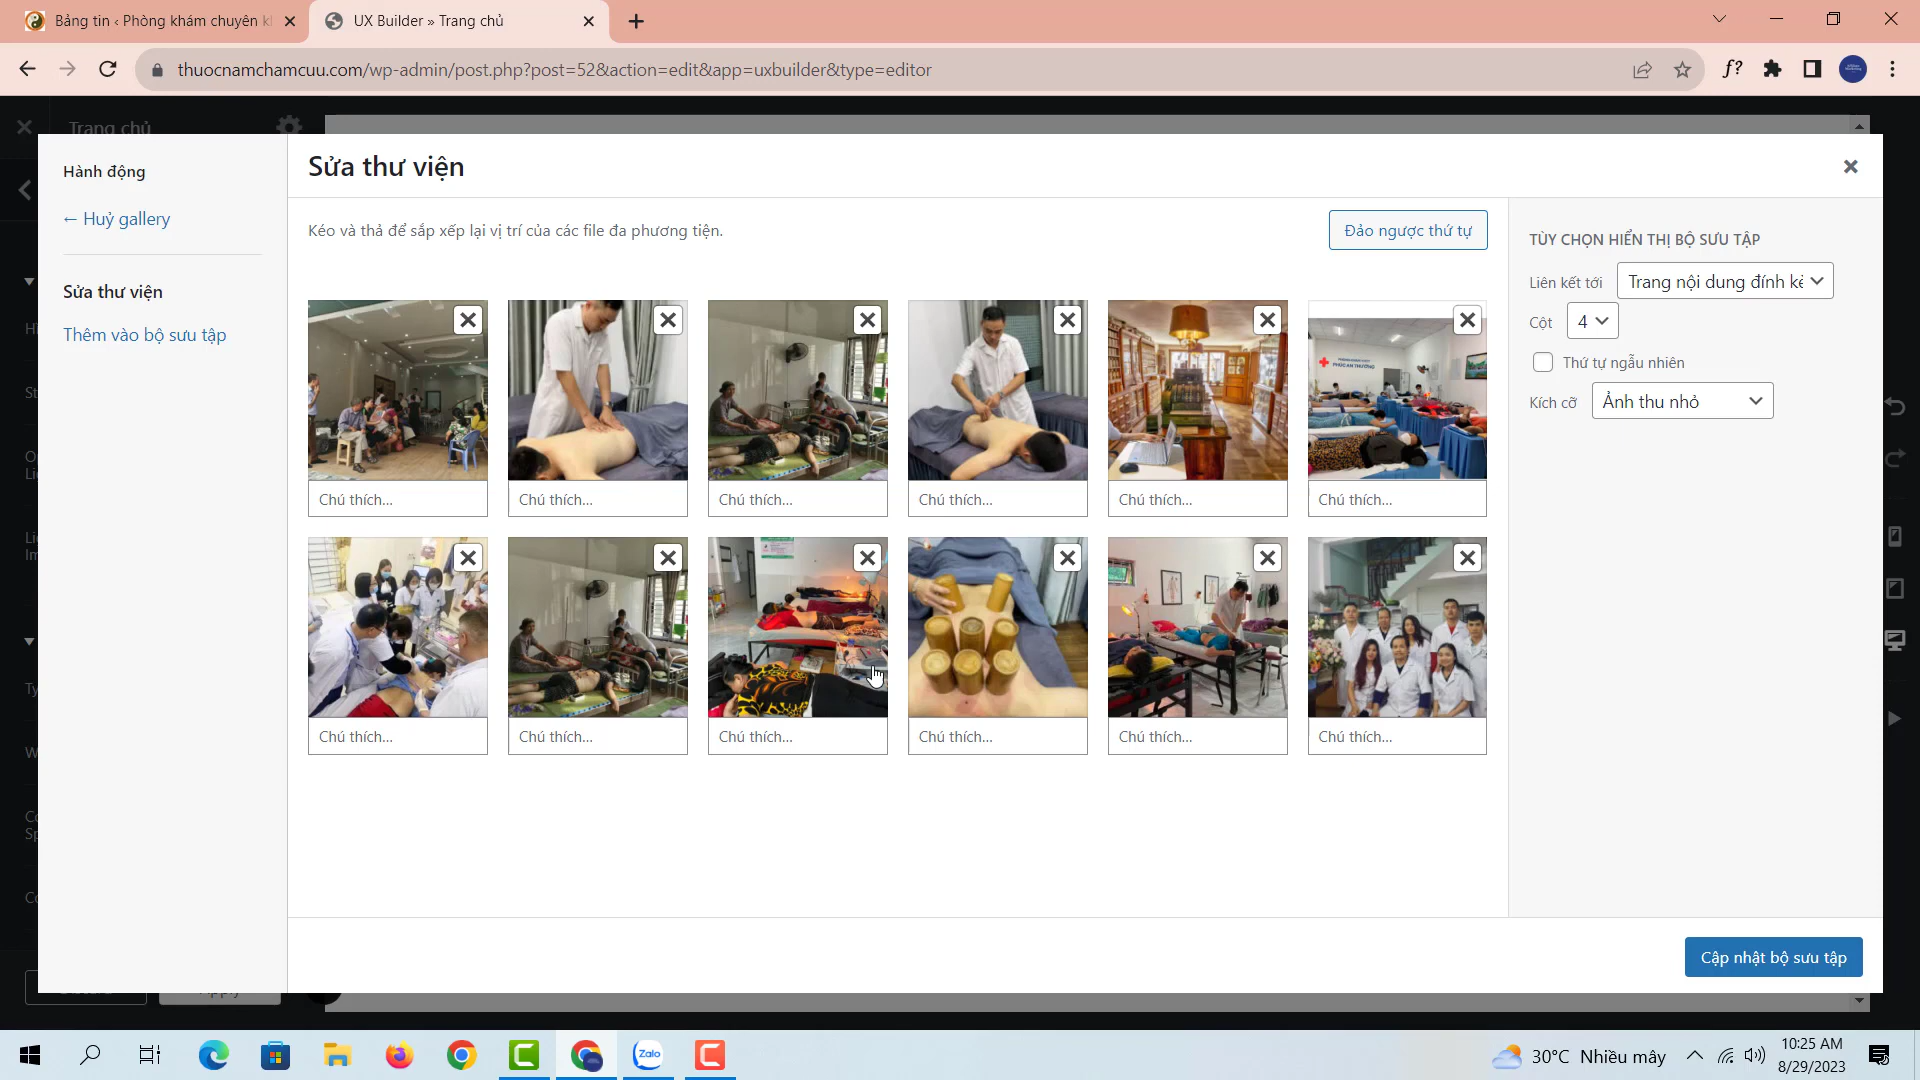 Bảng tin ‹ Phòng khám chuyên kh
UX Builder » Trang chủ
thuocnamchamcuu.com/wp-admin/post.php?post=52&action=edit&app=uxbuilder&type=editor
f?
Trang chủ
Hành động
← Huỷ gallery
Sửa thư viện
Thêm vào bộ sưu tập
Sửa thư viện
Kéo và thả để sắp xếp lại vị trí của các file đa phương tiện.
Đảo ngược thứ tự
PHÚC AN THƯỜNG
Chú thích...
Chú thích...
Chú thích...
Chú thích...
Chú thích...
Chú thích...
Chú thích...
Chú thích...
Chú thích...
Chú thích...
Chú thích...
Chú thích...
TÙY CHỌN HIỂN THỊ BỘ SƯU TẬP
Liên kết tới
Trang nội dung đính kè
Cột
4
Thứ tự ngẫu nhiên
Kích cỡ
Ảnh thu nhỏ
Cập nhật bộ sưu tập
Apply
Zalo
30°C Nhiều mây
10:25 AM
8/29/2023